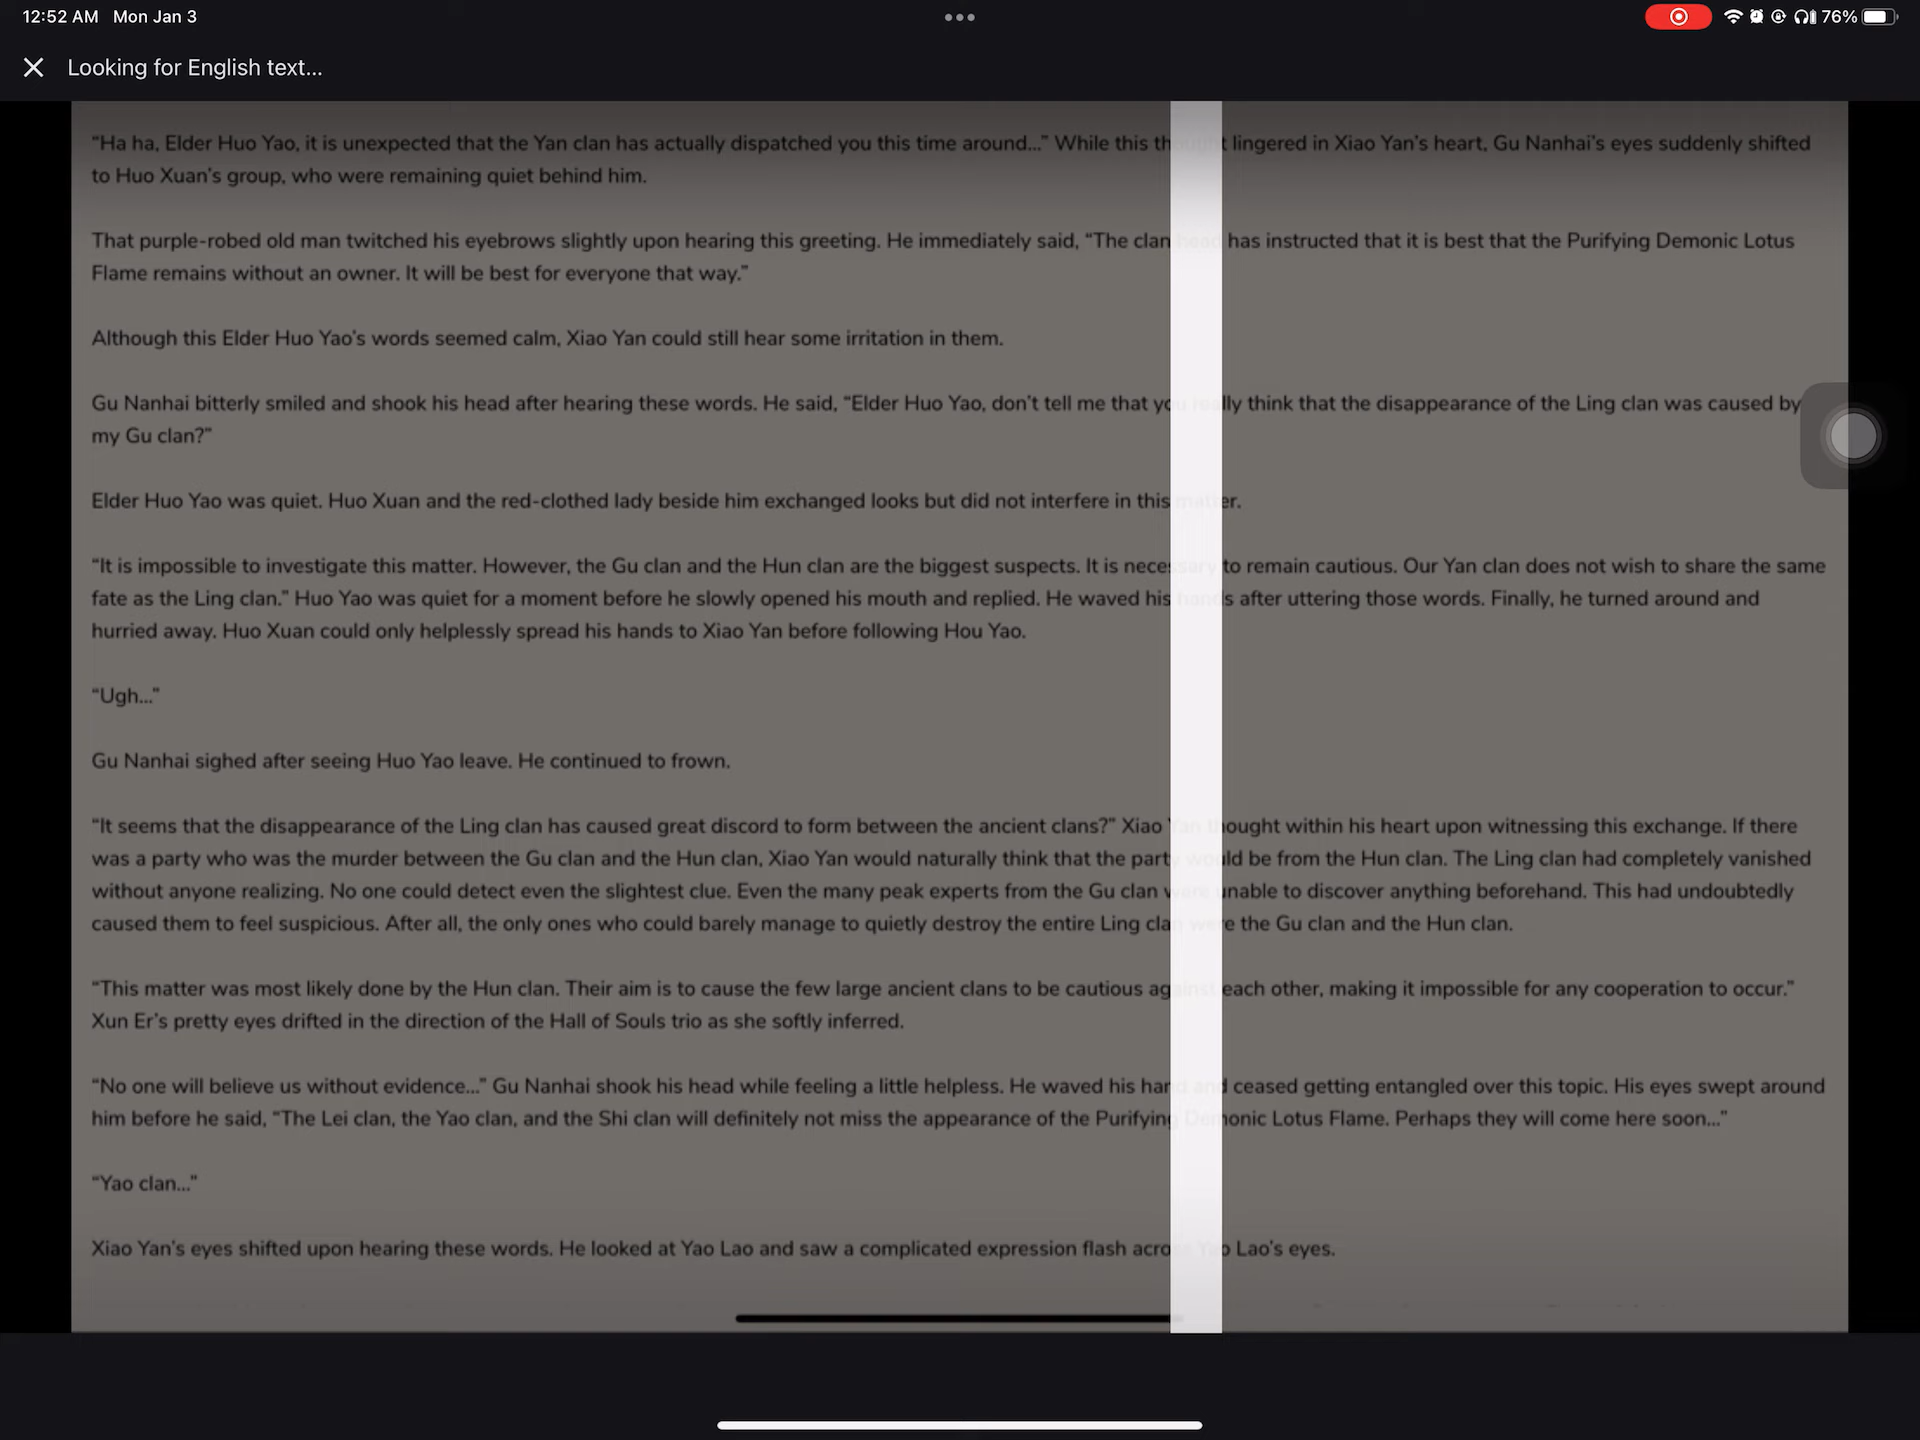 12:52 AM Mon Jan 3
76%
Looking for English text...
“Ha ha, Elder Huo Yao, it is unexpected that the Yan clan has actually dispatched you this time around...” While this thought lingered in Xiao Yan’s heart, Gu Nanhai’s eyes suddenly shifted
to Huo Xuan’s group, who were remaining quiet behind him.
That purple-robed old man twitched his eyebrows slightly upon hearing this greeting. He immediately said, “The clan head has instructed that it is best that the Purifying Demonic Lotus
Flame remains without an owner. It will be best for everyone that way.”
Although this Elder Huo Yao’s words seemed calm, Xiao Yan could still hear some irritation in them.
Gu Nanhai bitterly smiled and shook his head after hearing these words. He said, “Elder Huo Yao, don’t tell me that you really think that the disappearance of the Ling clan was caused by
my Gu clan?”
Elder Huo Yao was quiet. Huo Xuan and the red-clothed lady beside him exchanged looks but did not interfere in this matter.
“It is impossible to investigate this matter. However, the Gu clan and the Hun clan are the biggest suspects. It is necessary to remain cautious. Our Yan clan does not wish to share the same
fate as the Ling clan.” Huo Yao was quiet for a moment before he slowly opened his mouth and replied. He waved his hands after uttering those words. Finally, he turned around and
hurried away. Huo Xuan could only helplessly spread his hands to Xiao Yan before following Hou Yao.
“Ugh...”
Gu Nanhai sighed after seeing Huo Yao leave. He continued to frown.
“It seems that the disappearance of the Ling clan has caused great discord to form between the ancient clans?” Xiao Yan thought within his heart upon witnessing this exchange. If there
was a party who was the murder between the Gu clan and the Hun clan, Xiao Yan would naturally think that the party would be from the Hun clan. The Ling clan had completely vanished
without anyone realizing. No one could detect even the slightest clue. Even the many peak experts from the Gu clan were unable to discover anything beforehand. This had undoubtedly
caused them to feel suspicious. After all, the only ones who could barely manage to quietly destroy the entire Ling clan were the Gu clan and the Hun clan.
“This matter was most likely done by the Hun clan. Their aim is to cause the few large ancient clans to be cautious against each other, making it impossible for any cooperation to occur.”
Xun Er’s pretty eyes drifted in the direction of the Hall of Souls trio as she softly inferred.
“No one will believe us without evidence...” Gu Nanhai shook his head while feeling a little helpless. He waved his hand and ceased getting entangled over this topic. His eyes swept around
him before he said, “The Lei clan, the Yao clan, and the Shi clan will definitely not miss the appearance of the Purifying Demonic Lotus Flame. Perhaps they will come here soon...”
“Yao clan...”
Xiao Yan’s eyes shifted upon hearing these words. He looked at Yao Lao and saw a complicated expression flash across Yao Lao’s eyes.